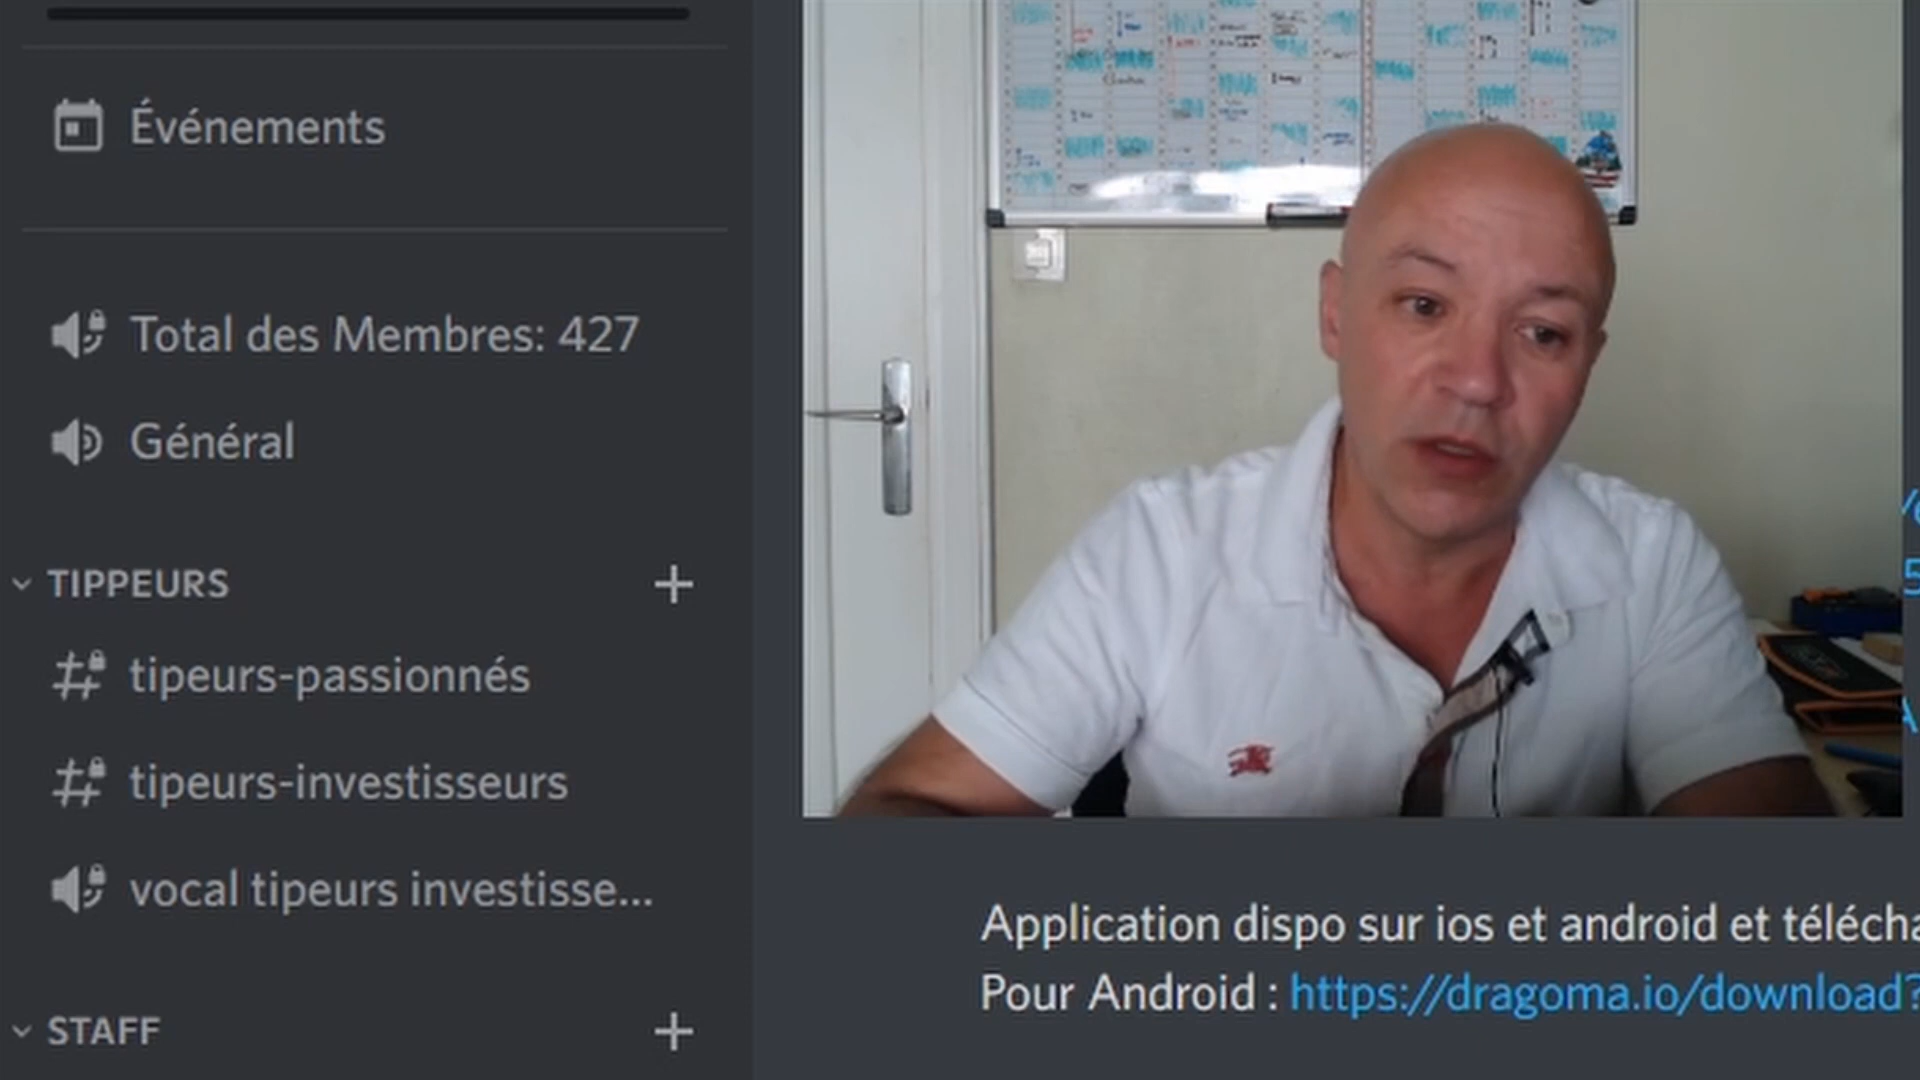 Événements
Total des Membres: 427
Général
TIPPEURS
tipeurs-passionnés
tipeurs-investisseurs
vocal tipeurs investisse...
STAFF
Application dispo sur ios et android et télécha
Pour Android : https://dragoma.io/download?